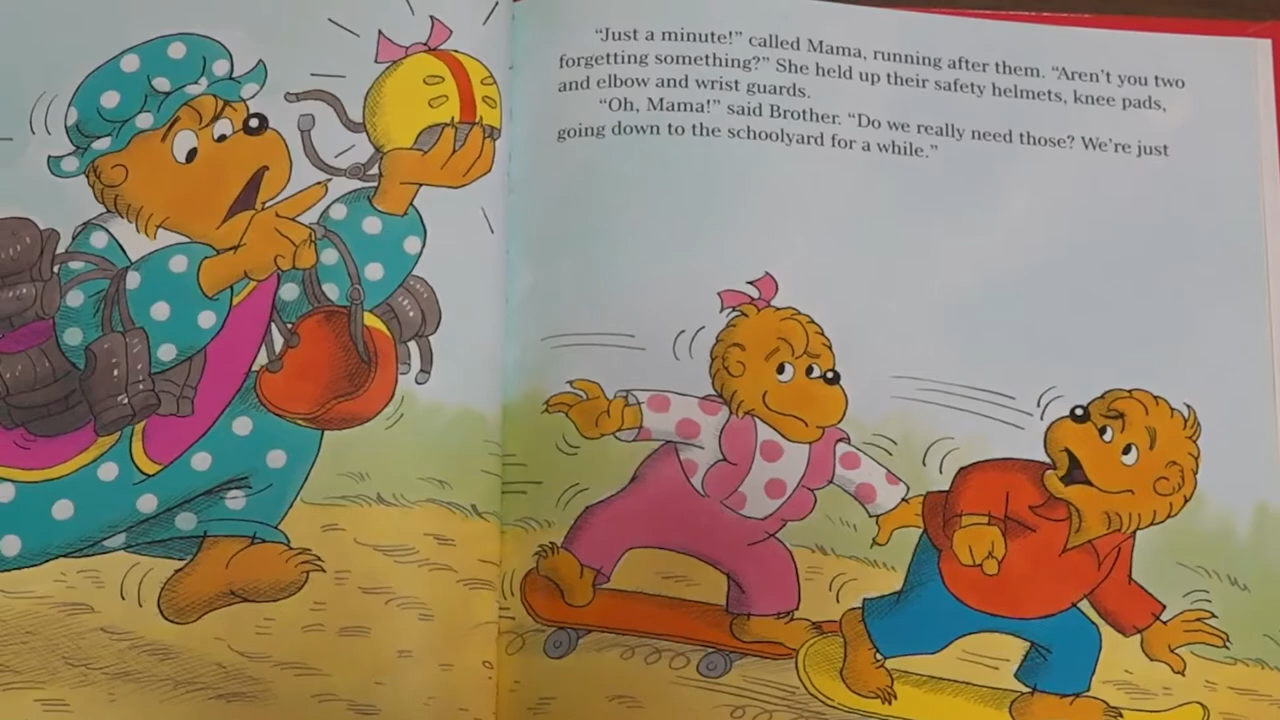 “Just a minute!” called Mama, running after them. “Aren’t you two
forgetting something?” She held up their safety helmets, knee pads,
and elbow and wrist guards.
“Oh, Mama!” said Brother. “Do we really need those? We’re just
going down to the schoolyard for a while.”